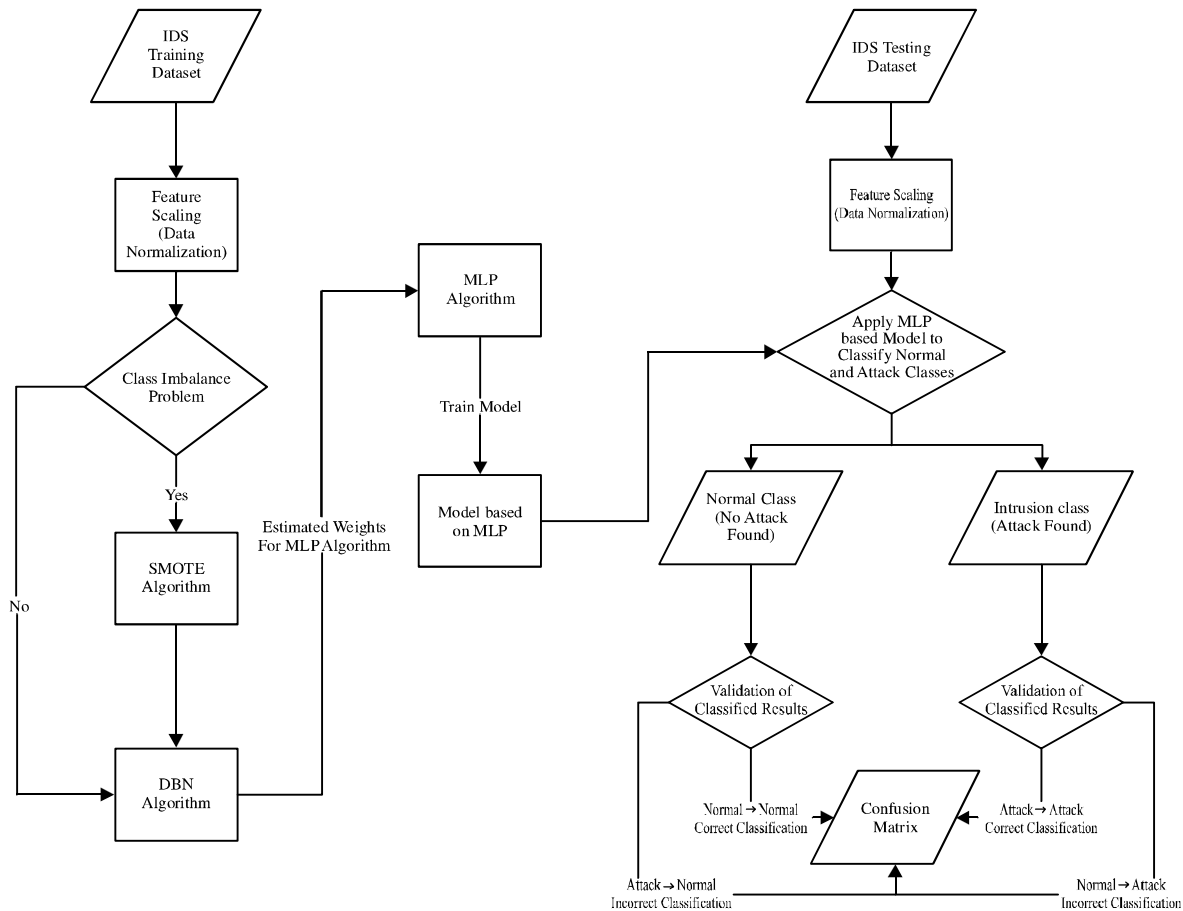 IDS
Training
Dataset
Feature
Scaling
(Data
Normalization)
Class Imbalance
Problem
Yes
No
SMOTE
Algorithm
DBN
Algorithm
Estimated Weights
For MLP Algorithm
MLP
Algorithm
Train Model
Model based
on MLP
IDS Testing
Dataset
Feature Scaling
(Data Normalization)
Apply MLP
based Model to
Classify Normal
and Attack Classes
Normal Class
(No Attack
Found)
Intrusion class
(Attack Found)
Validation of
Classified Results
Validation of
Classified Results
Normal → Normal
Correct Classification
Confusion
Matrix
Attack → Attack
Correct Classification
Attack → Normal
Incorrect Classification
Normal → Attack
Incorrect Classification